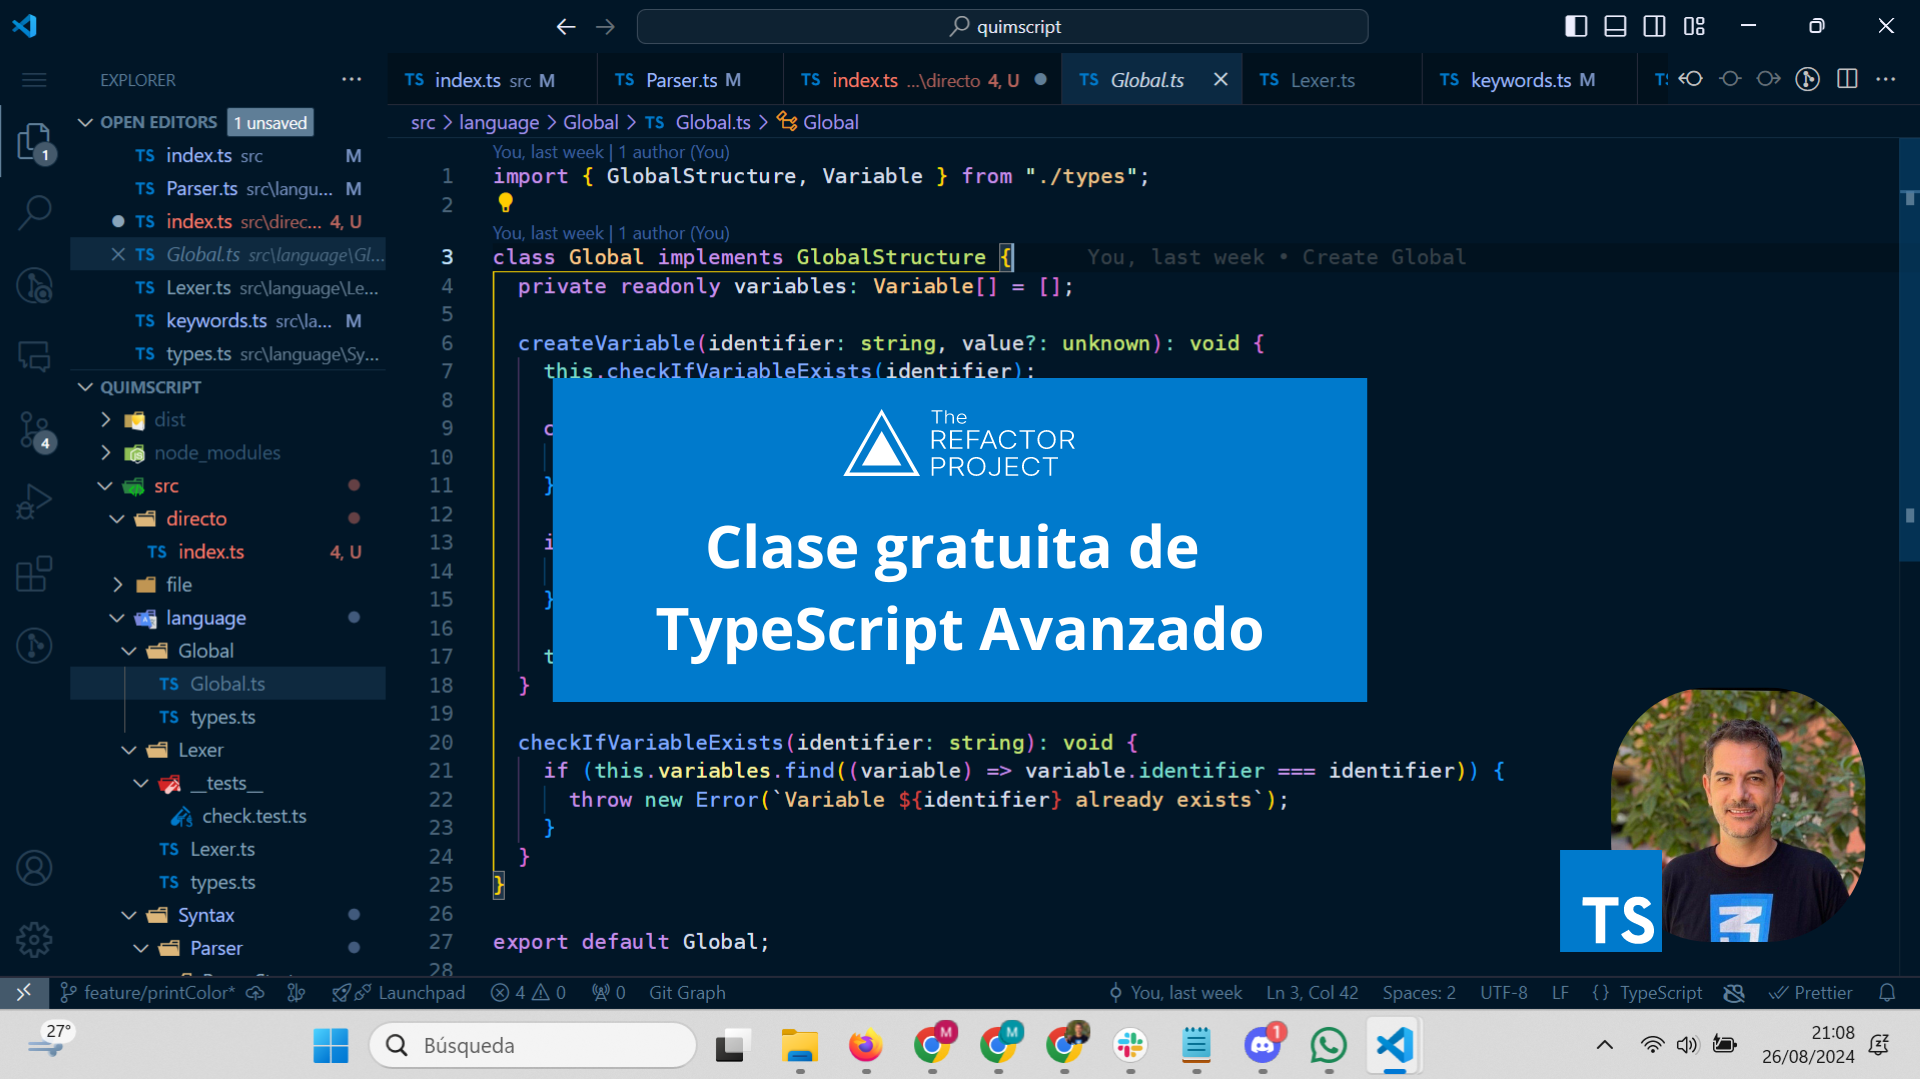 quimscript
EXPLORER
OPEN EDITORS 1 unsaved
TS index.ts src M
TS Parser.ts src\langu... M
TS index.ts src\direc... 4, U
TS Global.ts src\language\Gl...
TS Lexer.ts src\language\Le...
TS keywords.ts src\la... M
TS types.ts src\language\Sy...
QUIMSCRIPT
dist
node_modules
src
directo
TS index.ts 4, U
file
language
Global
TS Global.ts
TS types.ts
Lexer
__tests__
check.test.ts
TS Lexer.ts
TS types.ts
Syntax
Parser
1
4
TS index.ts src M
TS Parser.ts M
TS index.ts ...\directo 4, U
TS Global.ts
TS Lexer.ts
TS keywords.ts M
src > language > Global > TS Global.ts > Global
You, last week | 1 author (You)
1 import { GlobalStructure, Variable } from "./types";
2
You, last week | 1 author (You)
3 class Global implements GlobalStructure { You, last week • Create Global
4 private readonly variables: Variable[] = [];
5
6 createVariable(identifier: string, value?: unknown): void {
7 this.checkIfVariableExists(identifier);
8
9 c
10
11 }
12
13 i
14
15 }
16
17 t
18 }
19
20 checkIfVariableExists(identifier: string): void {
21 if (this.variables.find((variable) => variable.identifier === identifier)) {
22 throw new Error(`Variable ${identifier} already exists`);
23 }
24 }
25 }
26
27 export default Global;
28
The
REFACTOR
PROJECT
Clase gratuita de
TypeScript Avanzado
TS
feature/printColor* Launchpad 4 0 0 Git Graph You, last week Ln 3, Col 42 Spaces: 2 UTF-8 LF {} TypeScript Prettier
27°
Búsqueda
M
M
1
21:08
26/08/2024